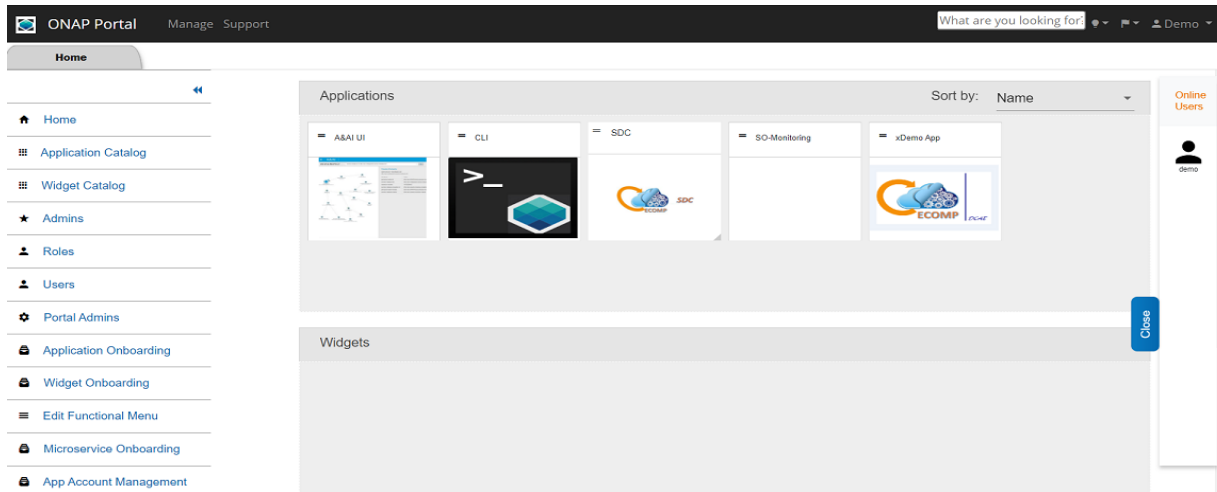 ONAP Portal Manage Support What are you looking for? Demo
Home
Applications Sort by: Name
Online
Users
demo
Home
Application Catalog
Widget Catalog
Admins
Roles
Users
Portal Admins
Application Onboarding
Widget Onboarding
Edit Functional Menu
Microservice Onboarding
App Account Management
A&AI UI
CLI
>_
SDC
ECOMP SDC
SO-Monitoring
xDemo App
ECOMP DCAE
Close
Widgets